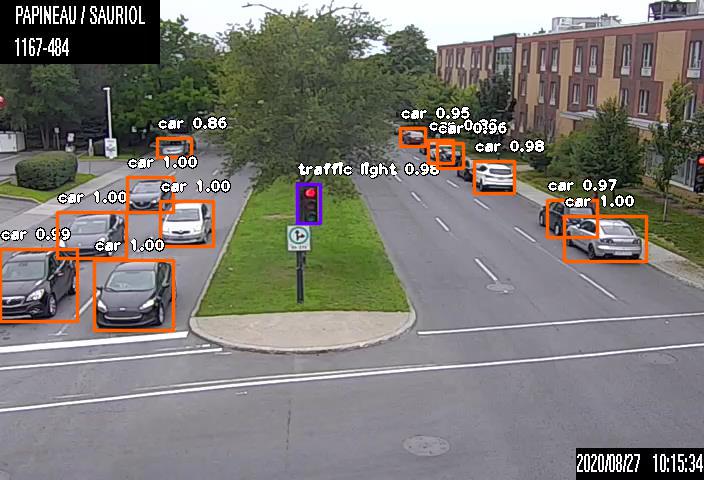 PAPINEAU / SAURIOL
1167-484
car 0.86
car 0.95
car 0.96
car 0.98
car 1.00
traffic light 0.98
car 1.00
car 1.00
car 0.97
car 1.00
car 0.99
car 1.00
2020/08/27 10:15:34